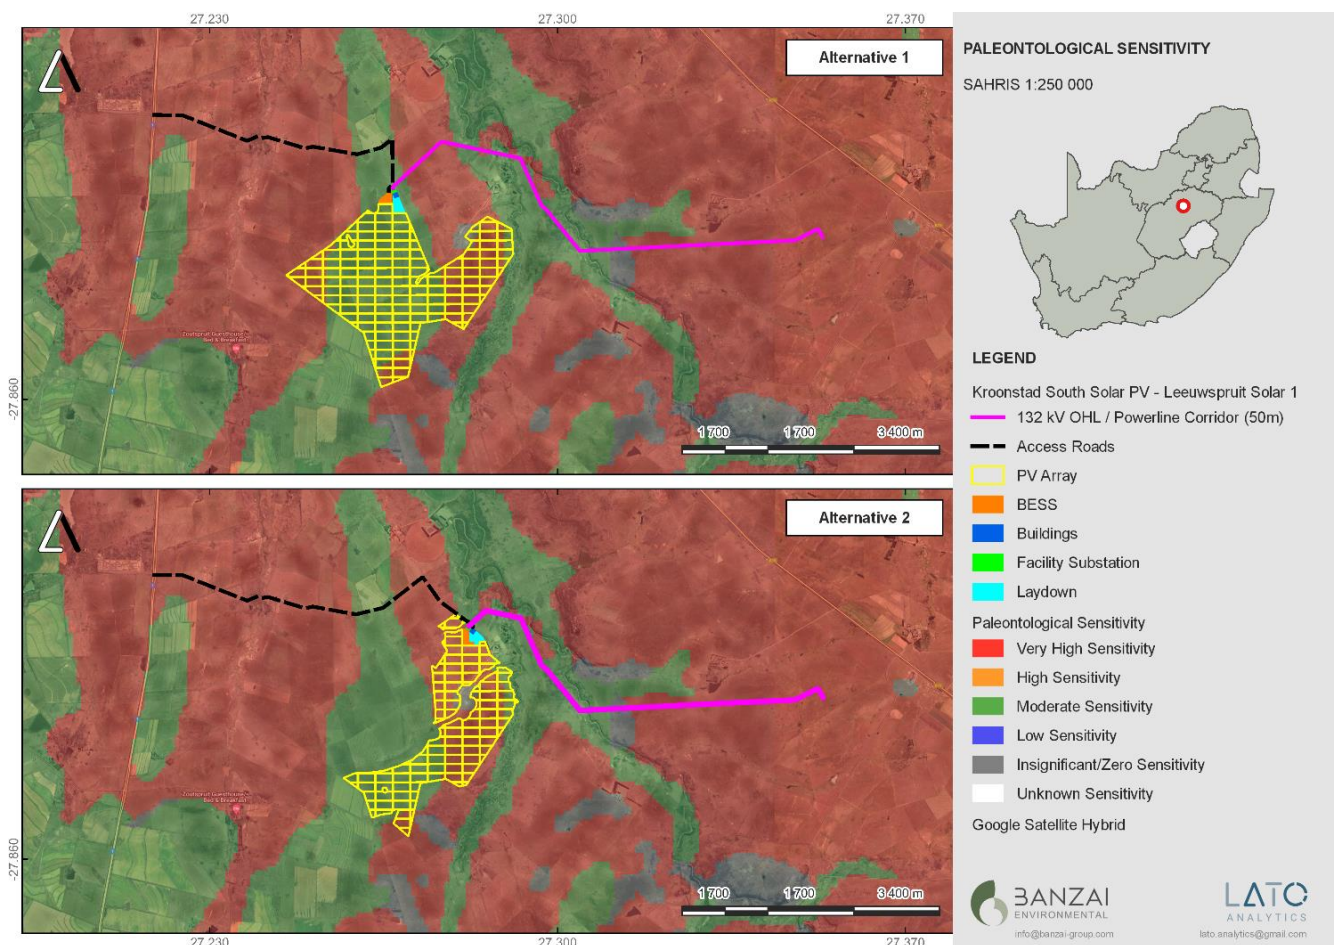 27.230
27.300
27.370
Alternative 1
-27.860
1 700
1 700
3 400 m
Alternative 2
-27.860
1 700
1 700
3 400 m
27.230
27.300
27.370
PALEONTOLOGICAL SENSITIVITY
SAHRIS 1:250 000
LEGEND
Kroonstad South Solar PV - Leeuwspruit Solar 1
132 kV OHL / Powerline Corridor (50m)
Access Roads
PV Array
BESS
Buildings
Facility Substation
Laydown
Paleontological Sensitivity
Very High Sensitivity
High Sensitivity
Moderate Sensitivity
Low Sensitivity
Insignificant/Zero Sensitivity
Unknown Sensitivity
Google Satellite Hybrid
BANZAI
ENVIRONMENTAL
info@banzai-group.com
LATO
ANALYTICS
lato.analytics@gmail.com